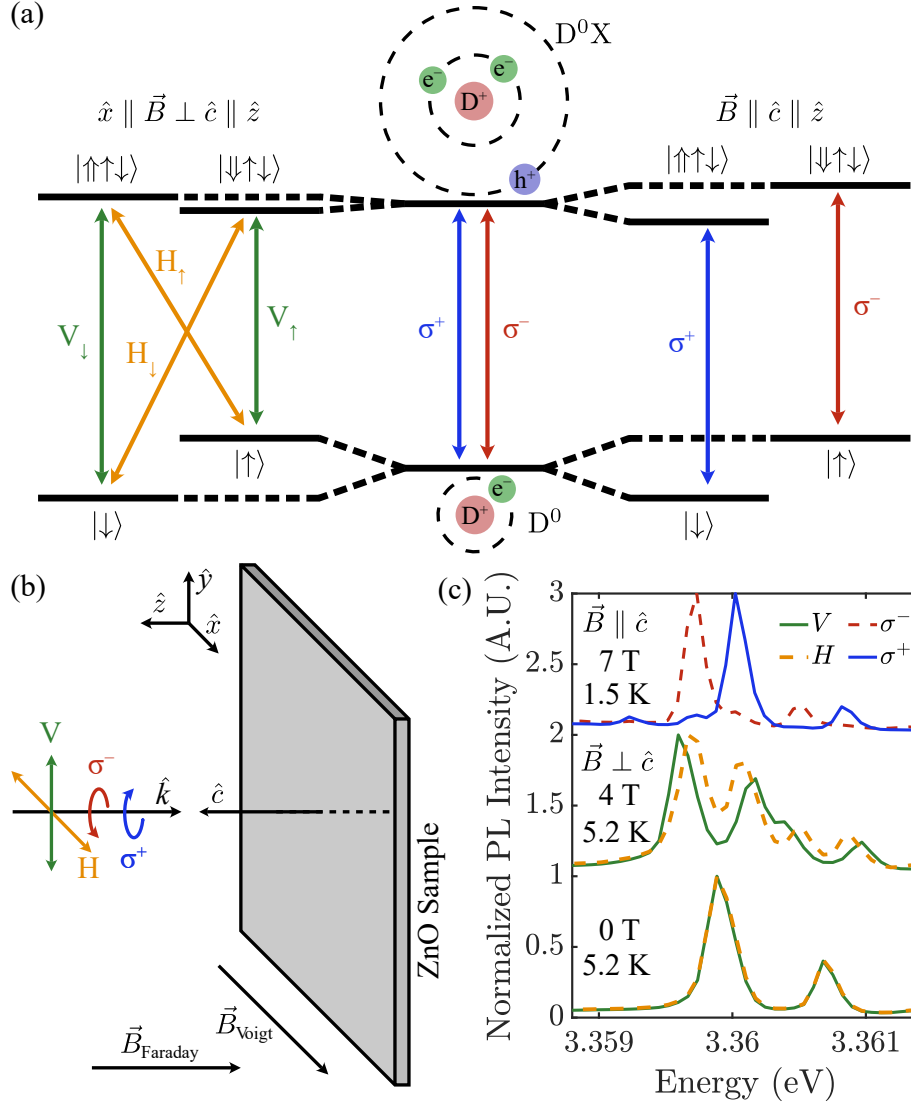 (a)
D⁰X
e⁻
e⁻
D⁺
h⁺
x̂ ∥ B⃗ ⊥ ĉ ∥ ẑ
B⃗ ∥ ĉ ∥ ẑ
|⇑↑↓⟩
|⇓↑↓⟩
|⇑↑↓⟩
|⇓↑↓⟩
H↑
V↓
H↓
V↑
σ⁺
σ⁻
σ⁺
σ⁻
|↑⟩
|↑⟩
|↓⟩
|↓⟩
e⁻
D⁺
D⁰
(b)
ŷ
ẑ
x̂
V
σ⁻
k̂
ĉ
H
σ⁺
ZnO Sample
B⃗Voigt
B⃗Faraday
(c)
Normalized PL Intensity (A.U.)
3
2.5
2
1.5
1
0.5
0
B⃗ ∥ ĉ
7 T
1.5 K
V
σ⁻
H
σ⁺
B⃗ ⊥ ĉ
4 T
5.2 K
0 T
5.2 K
3.359
3.36
3.361
Energy (eV)